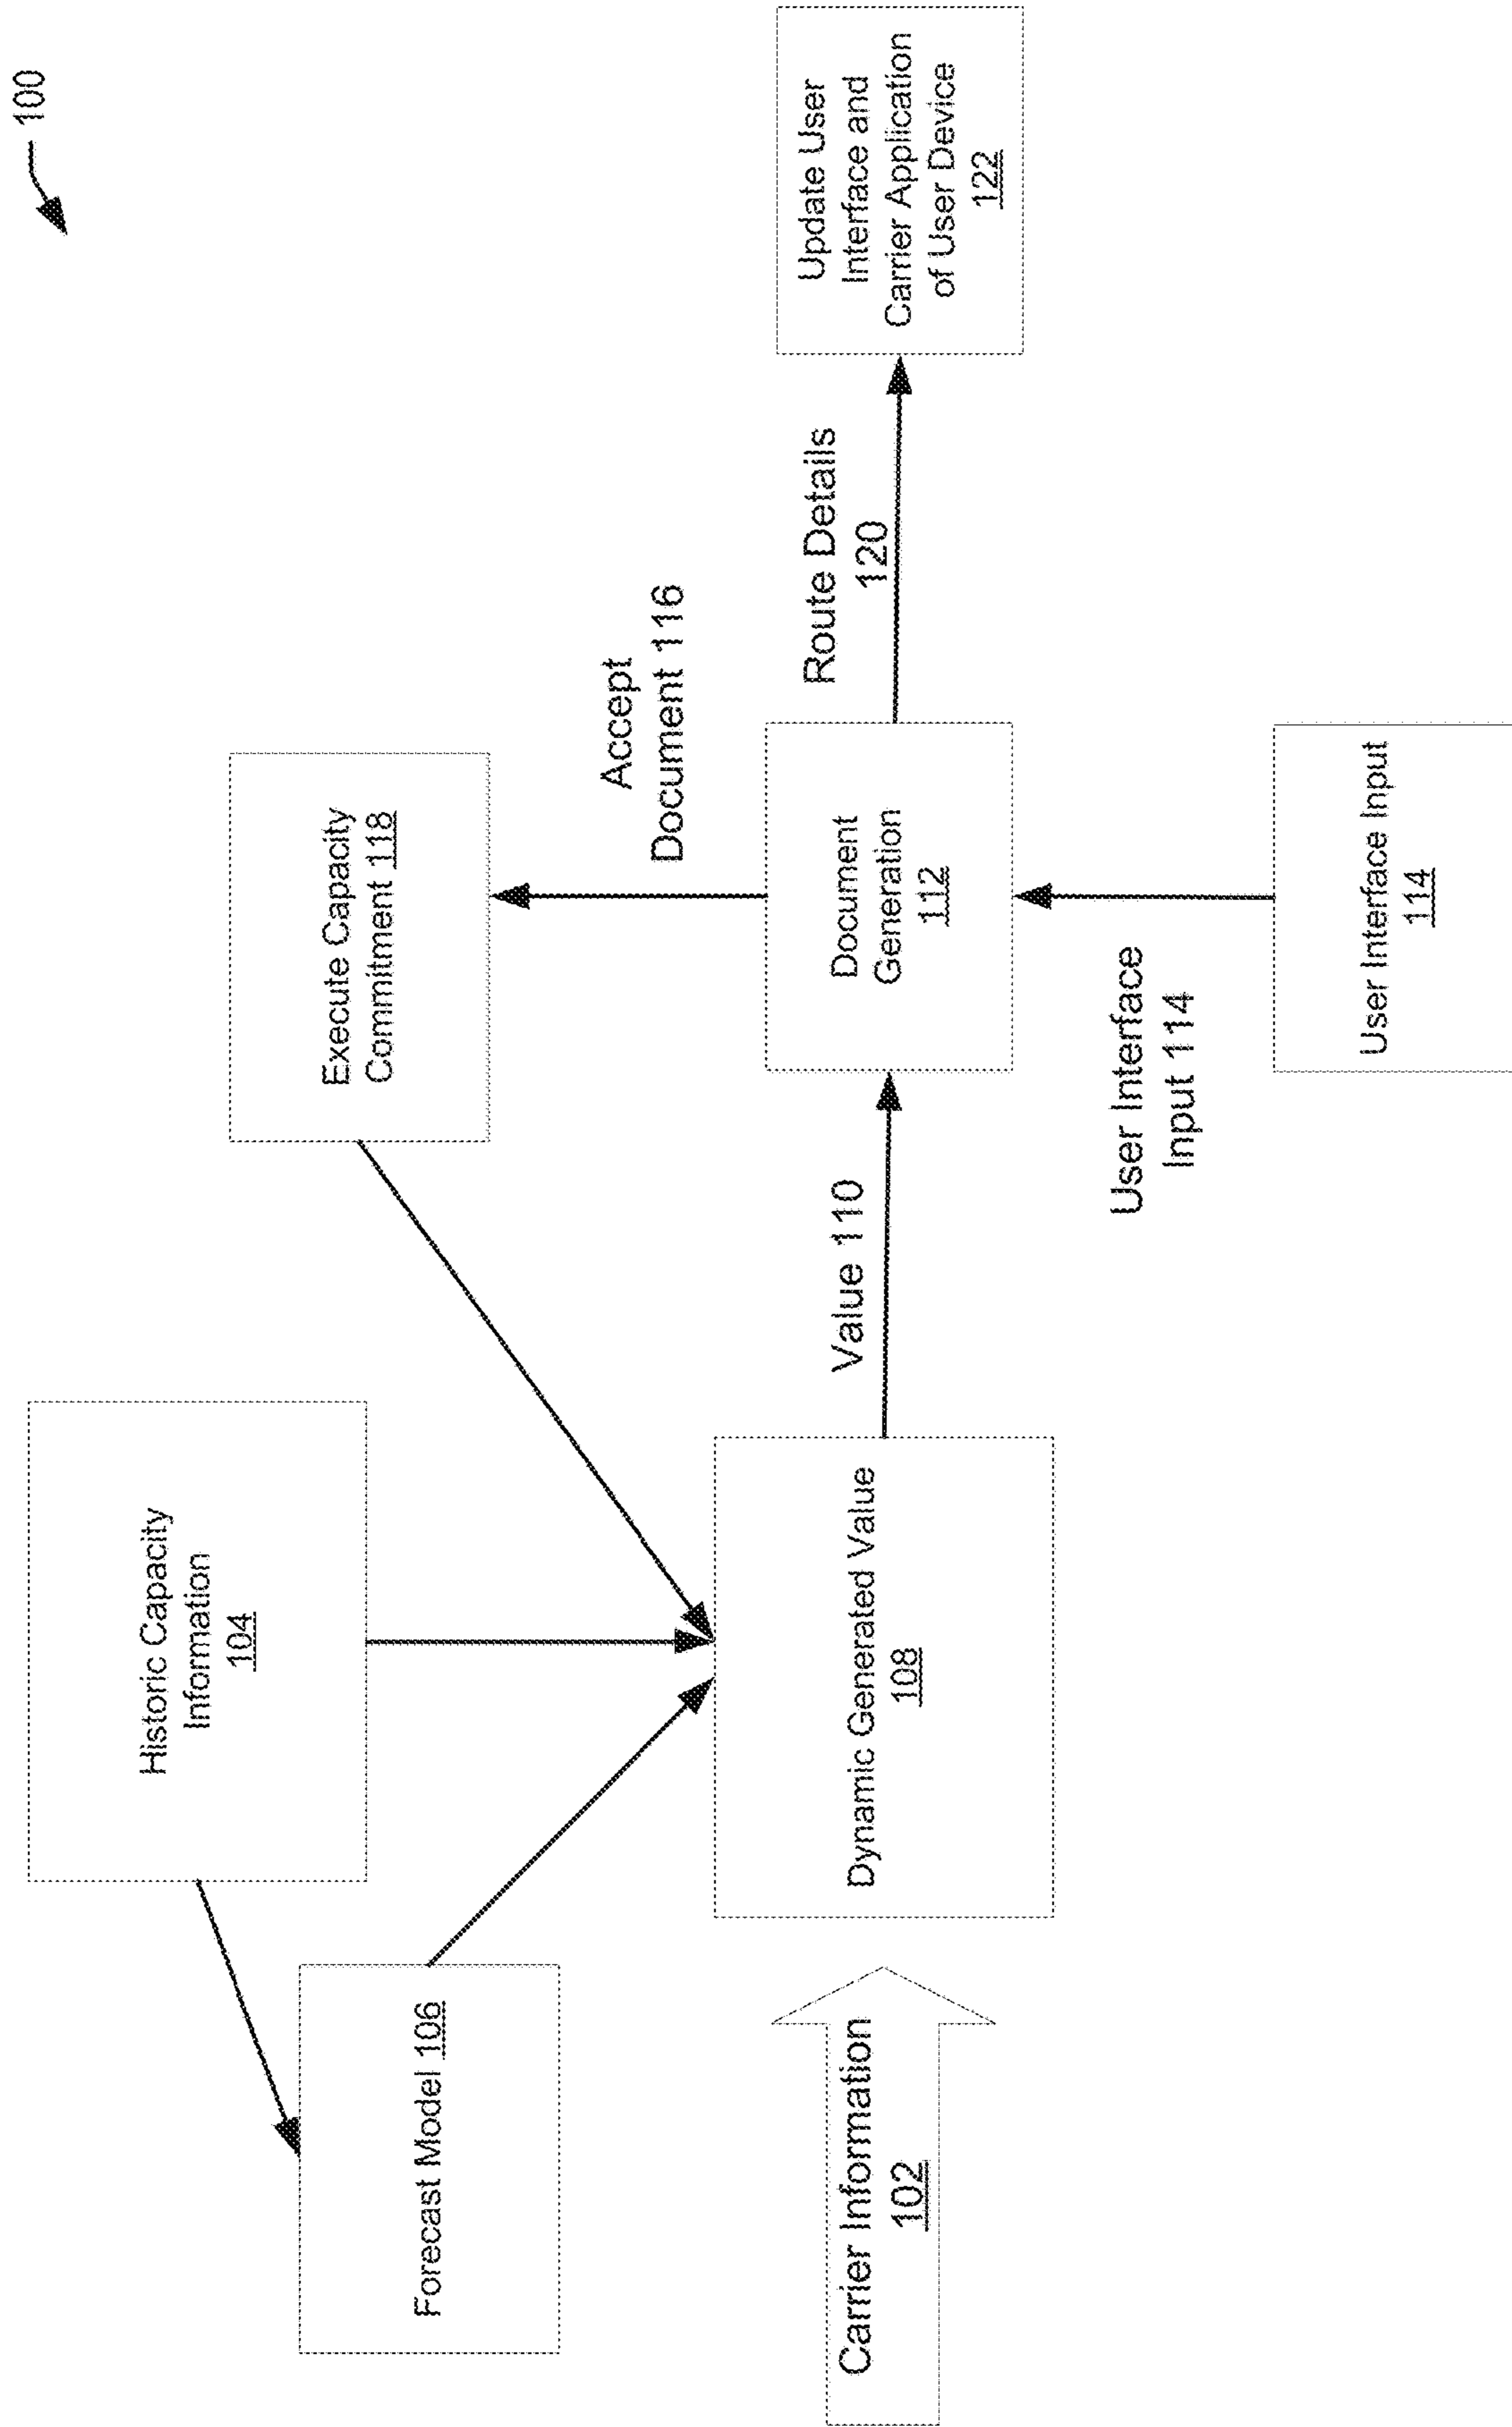 100
Historic Capacity
Information
104
Forecast Model 106
Execute Capacity
Commitment 118
Accept
Document 116
Carrier Information
102
Dynamic Generated Value
108
Value 110
Document
Generation
112
Route Details
120
Update User
Interface and
Carrier Application
of User Device
122
User Interface
Input 114
User Interface Input
114